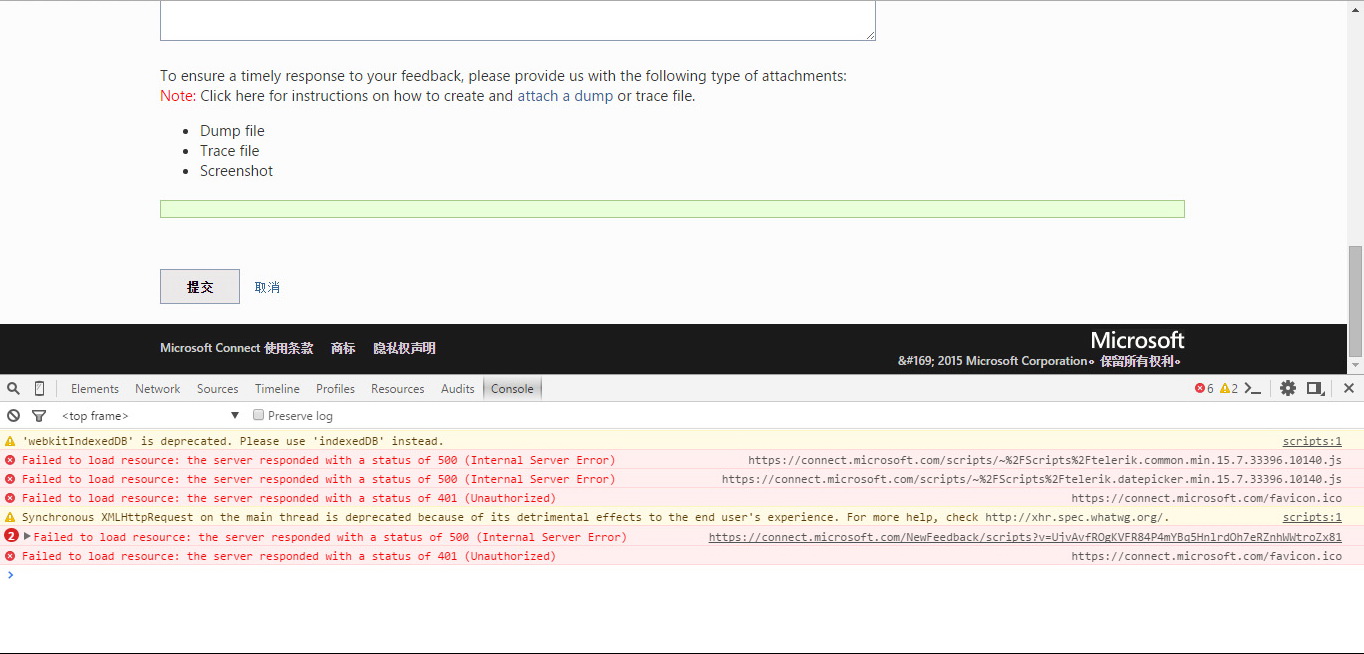 To ensure a timely response to your feedback, please provide us with the following type of attachments:
Note: Click here for instructions on how to create and attach a dump or trace file.
Dump file
Trace file
Screenshot
提交 取消
Microsoft
Microsoft Connect 使用条款 商标 隐私权声明
&#169; 2015 Microsoft Corporation。 保留所有权利。
Elements Network Sources Timeline Profiles Resources Audits Console 6 2
<top frame> Preserve log
'webkitIndexedDB' is deprecated. Please use 'indexedDB' instead. scripts:1
Failed to load resource: the server responded with a status of 500 (Internal Server Error) https://connect.microsoft.com/scripts/~%2FScripts%2Ftelerik.common.min.15.7.33396.10140.js
Failed to load resource: the server responded with a status of 500 (Internal Server Error) https://connect.microsoft.com/scripts/~%2FScripts%2Ftelerik.datepicker.min.15.7.33396.10140.js
Failed to load resource: the server responded with a status of 401 (Unauthorized) https://connect.microsoft.com/favicon.ico
Synchronous XMLHttpRequest on the main thread is deprecated because of its detrimental effects to the end user's experience. For more help, check http://xhr.spec.whatwg.org/. scripts:1
2 Failed to load resource: the server responded with a status of 500 (Internal Server Error) https://connect.microsoft.com/NewFeedback/scripts?v=UjvAvfROgKVFR84P4mYBq5HnlrdOh7eRZnhWWtroZx81
Failed to load resource: the server responded with a status of 401 (Unauthorized) https://connect.microsoft.com/favicon.ico